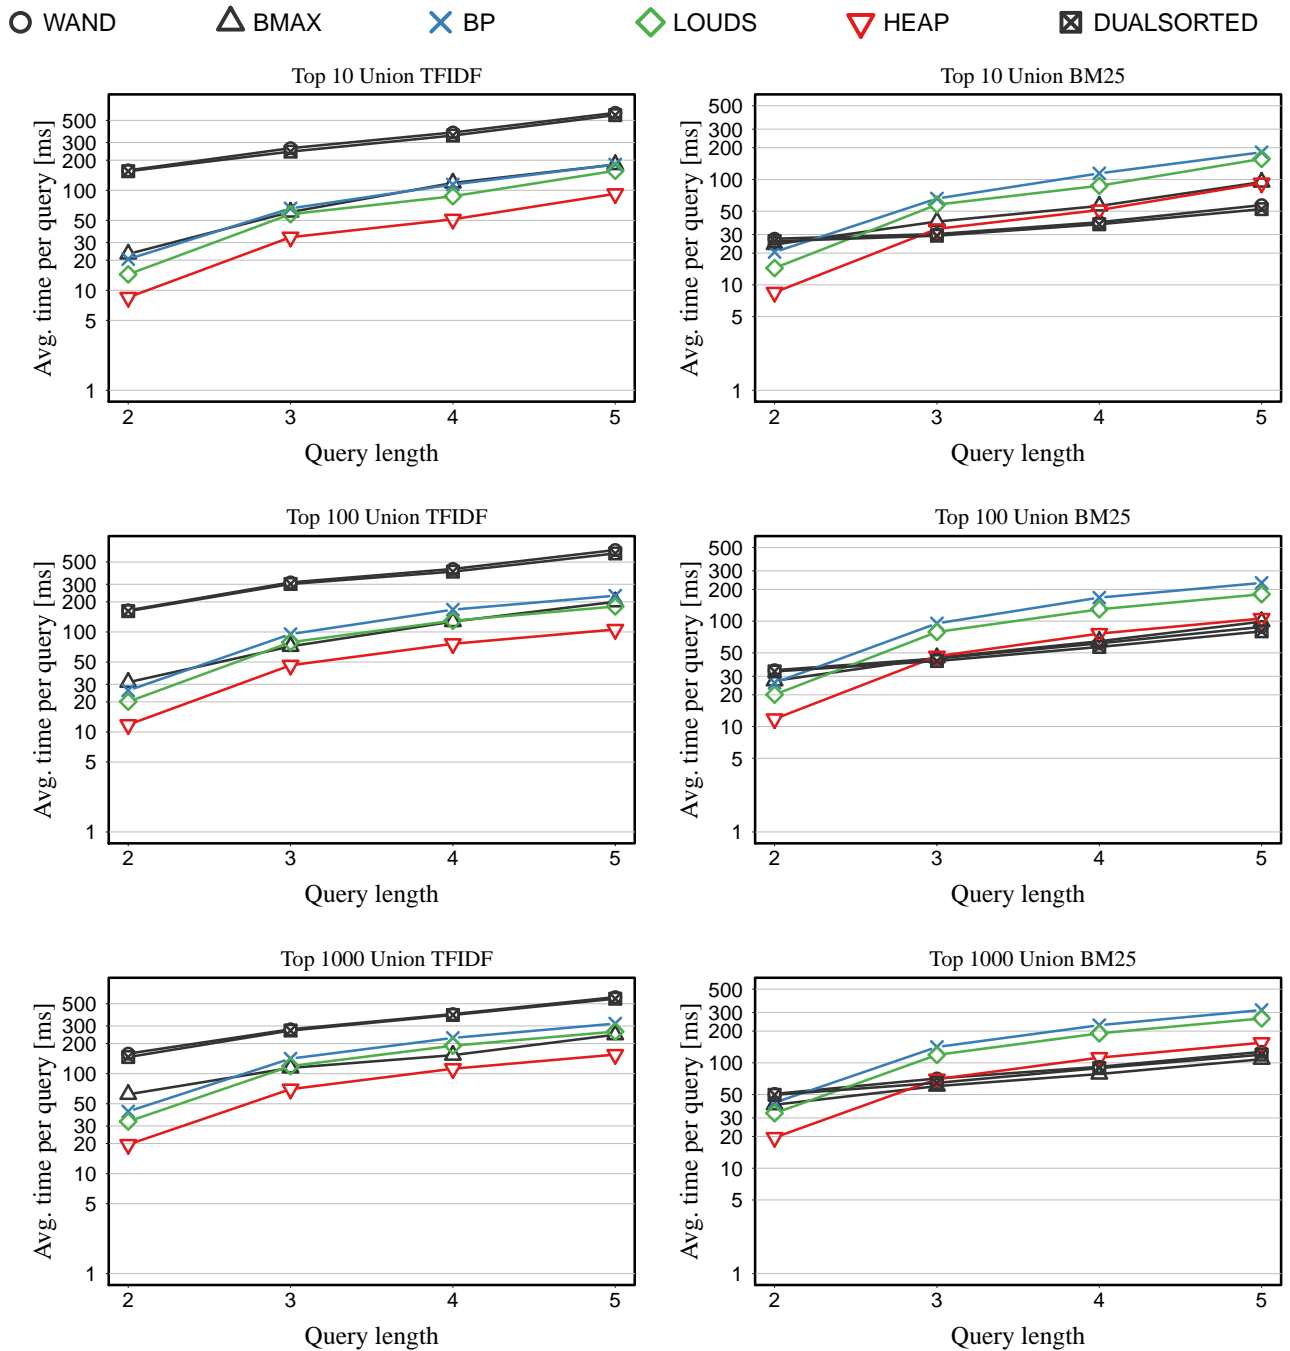 WAND BMAX BP LOUDS HEAP DUALSORTED
Top 10 Union TFIDF
Avg. time per query [ms]
500
300
200
100
50
30
20
10
5
1
2 3 4 5
Query length
Top 10 Union BM25
Avg. time per query [ms]
500
300
200
100
50
30
20
10
5
1
2 3 4 5
Query length
Top 100 Union TFIDF
Avg. time per query [ms]
500
300
200
100
50
30
20
10
5
1
2 3 4 5
Query length
Top 100 Union BM25
Avg. time per query [ms]
500
300
200
100
50
30
20
10
5
1
2 3 4 5
Query length
Top 1000 Union TFIDF
Avg. time per query [ms]
500
300
200
100
50
30
20
10
5
1
2 3 4 5
Query length
Top 1000 Union BM25
Avg. time per query [ms]
500
300
200
100
50
30
20
10
5
1
2 3 4 5
Query length